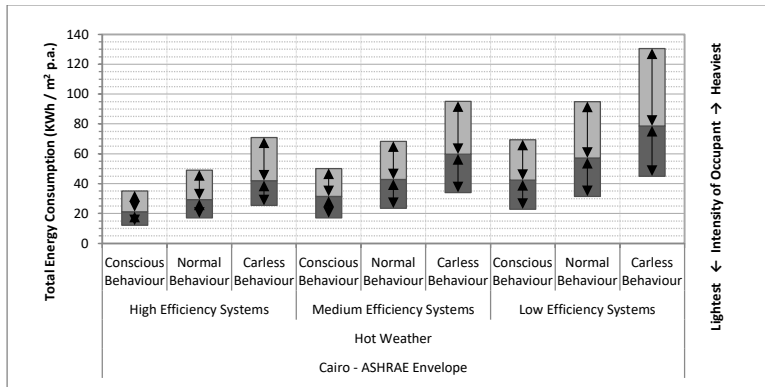 Total Energy Consumption (KWh / m² p.a.)
140
120
100
80
60
40
20
0
Conscious Behaviour
Normal Behaviour
Carless Behaviour
Conscious Behaviour
Normal Behaviour
Carless Behaviour
Conscious Behaviour
Normal Behaviour
Carless Behaviour
High Efficiency Systems
Medium Efficiency Systems
Low Efficiency Systems
Hot Weather
Cairo - ASHRAE Envelope
Lightest ← Intensity of Occupant → Heaviest